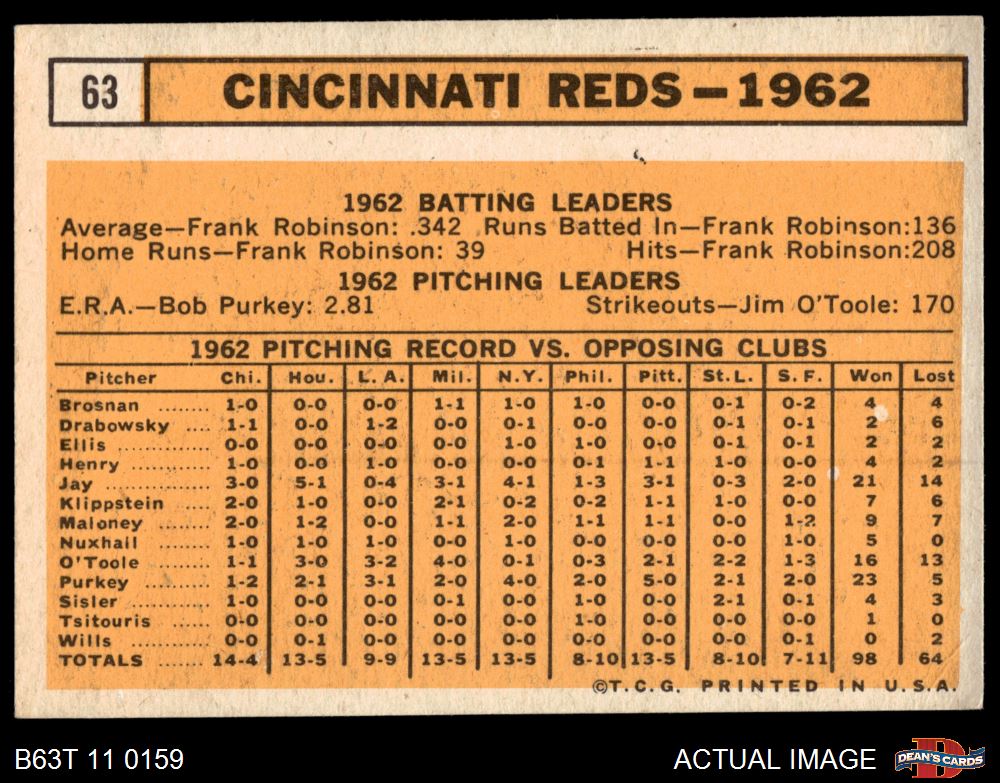 63 CINCINNATI REDS—1962
1962 BATTING LEADERS
Average—Frank Robinson: .342 Runs Batted In—Frank Robinson:136
Home Runs—Frank Robinson: 39 Hits—Frank Robinson:208
1962 PITCHING LEADERS
E.R.A.—Bob Purkey: 2.81 Strikeouts—Jim O'Toole: 170
1962 PITCHING RECORD VS. OPPOSING CLUBS
Pitcher Chi. Hou. L. A. Mil. N.Y. Phil. Pitt. St.L. S. F. Won Lost
Brosnan ........ 1-0 0-0 0-0 1-1 1-0 1-0 0-0 0-1 0-2 4 4
Drabowsky .... 1-1 0-0 1-2 0-0 0-1 0-0 0-0 0-1 0-1 2 6
Ellis .............. 0-0 0-0 0-0 0-0 1-0 1-0 0-0 0-1 0-1 2 2
Henry ............ 1-0 0-0 1-0 0-0 0-0 0-1 1-1 1-0 0-0 4 2
Jay ................ 3-0 5-1 0-4 3-1 4-1 1-3 3-1 0-3 2-0 21 14
Klippstein ...... 2-0 1-0 0-0 2-1 0-2 0-2 1-1 1-0 0-0 7 6
Maloney ........ 2-0 1-2 0-0 1-1 2-0 1-1 1-1 0-0 1-2 9 7
Nuxhall ........ 1-0 1-0 1-0 0-0 1-0 0-0 0-0 0-0 1-0 5 0
O'Toole ........ 1-1 3-0 3-2 4-0 0-1 0-3 2-1 2-2 1-3 16 13
Purkey .......... 1-2 2-1 3-1 2-0 4-0 2-0 5-0 2-1 2-0 23 5
Sisler ............ 1-0 0-0 0-0 0-1 0-0 1-0 0-0 2-1 0-1 4 3
Tsitouris ...... 0-0 0-0 0-0 0-0 0-0 1-0 0-0 0-0 0-0 1 0
Wills ............ 0-0 0-1 0-0 0-0 0-0 0-0 0-0 0-0 0-1 0 2
TOTALS ...... 14-4 13-5 9-9 13-5 13-5 8-10 13-5 8-10 7-11 98 64
©T.C.G. PRINTED IN U.S.A.
B63T 11 0159 ACTUAL IMAGE D DEAN'S CARDS